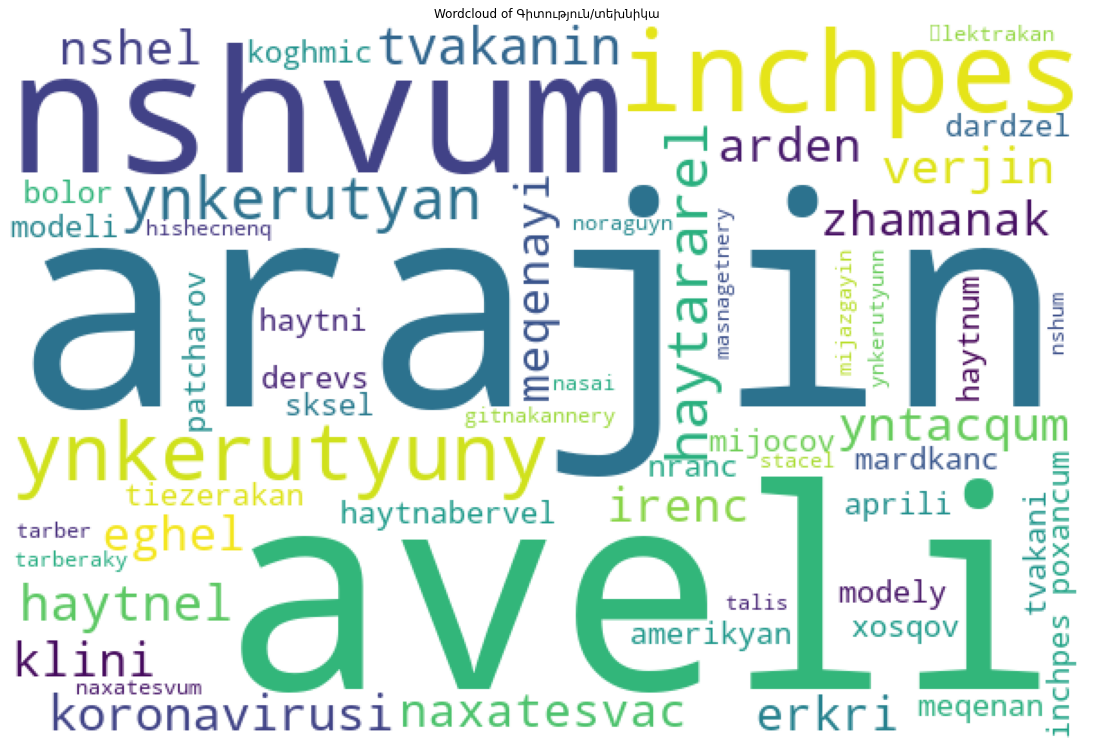 Wordcloud of Գիտություն/տեխնիկա
nshel
koghmic
tvakanin
inchpes
lektrakan
nshvum
dardzel
arden
verjin
bolor
ynkerutyan
meqenayi
haytararel
modeli
hishecnenq
noraguyn
zhamanak
arajin
masnagetnery
mijazgayin
ynkerutyunn
haytnum
nshum
patcharov
haytni
derevs
nasai
sksel
gitnakannery
yntacqum
ynkerutyuny
mijocov
nranc
stacel
mardkanc
tiezerakan
haytnabervel
irenc
aprili
tvakani
inchpes poxancum
tarber
eghel
tarberaky
aveli
haytnel
talis
modely
amerikyan
xosqov
klini
naxatesvum
koronavirusi
naxatesvac
erkri
meqenan